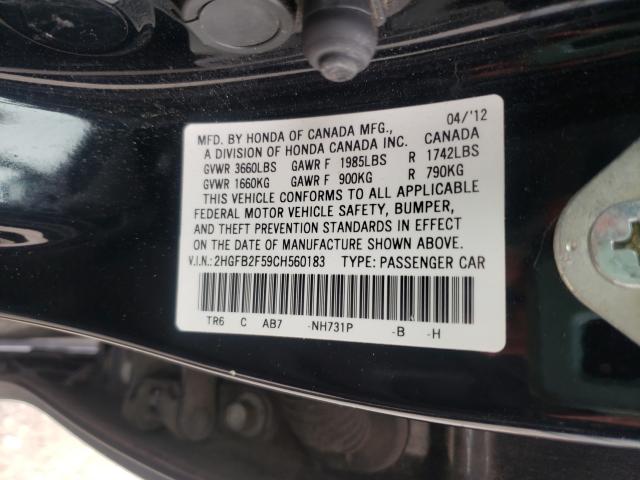 04/'12
MFD. BY HONDA OF CANADA MFG.,
A DIVISION OF HONDA CANADA INC. CANADA
GVWR 3660LBS GAWR F 1985LBS R 1742LBS
GVWR 1660KG GAWR F 900KG R 790KG
THIS VEHICLE CONFORMS TO ALL APPLICABLE
FEDERAL MOTOR VEHICLE SAFETY, BUMPER,
AND THEFT PREVENTION STANDARDS IN EFFECT
ON THE DATE OF MANUFACTURE SHOWN ABOVE.
V.I.N.: 2HGFB2F59CH560183 TYPE: PASSENGER CAR
TR6 C AB7 -NH731P -B -H